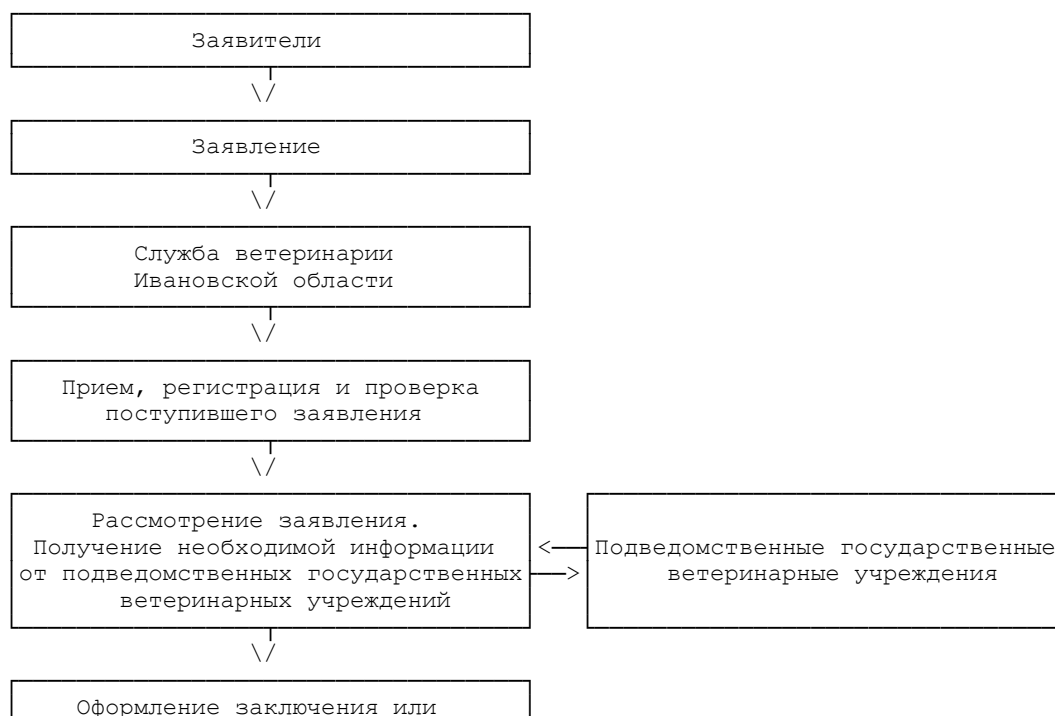 Заявители
Заявление
Служба ветеринарии
Ивановской области
Прием, регистрация и проверка
поступившего заявления
Рассмотрение заявления.
Получение необходимой информации
от подведомственных государственных
ветеринарных учреждений
Подведомственные государственные
ветеринарные учреждения
Оформление заключения или